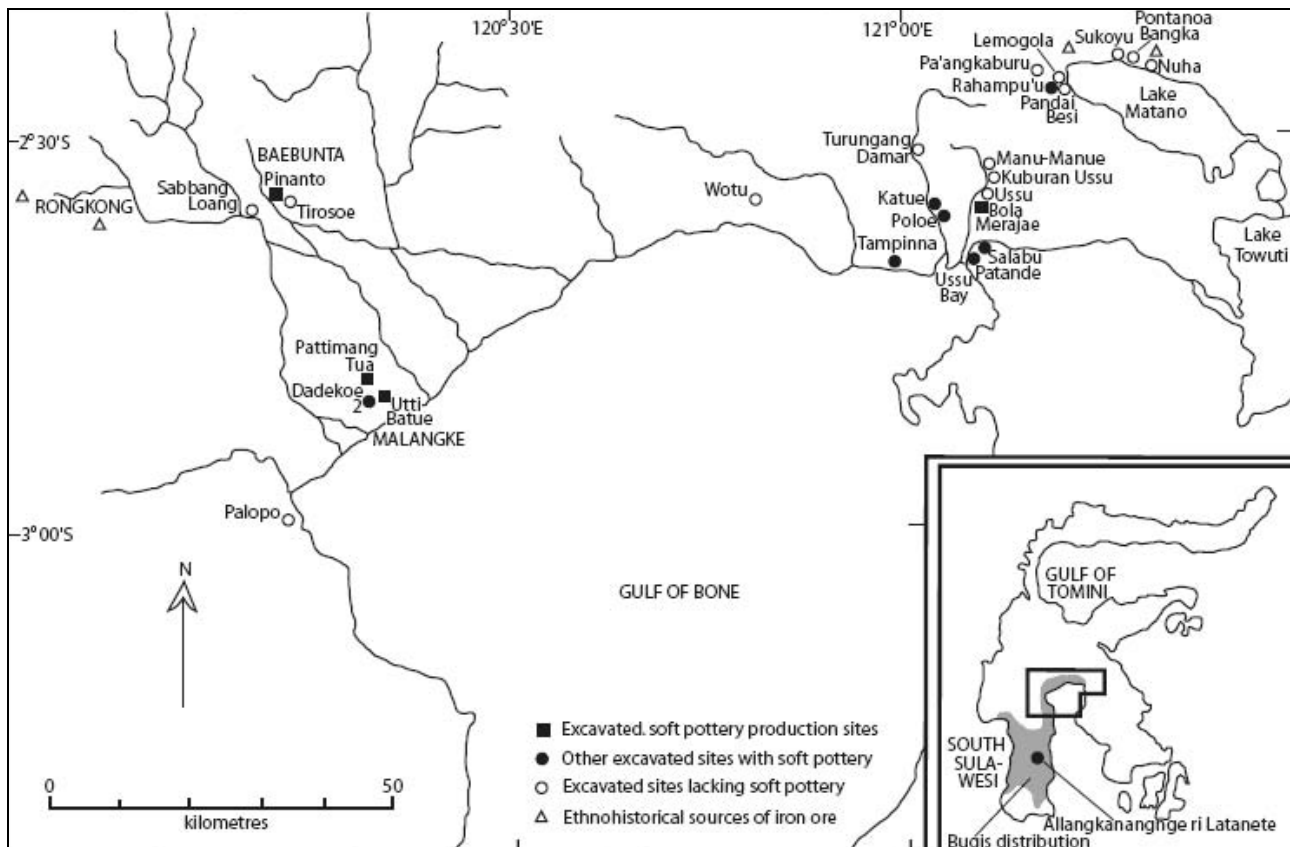 120°30'E
121°00'E
Pontanoa
Bangka
Sukoyu
Lemogola
Pa'angkaburu
Nuha
Rahampu'u
Pandai
Besi
Lake
Matano
2°30'S
Turungang
Damar
BAEBUNTA
Pinanto
Manu-Manue
Kuburan Ussu
Sabbang
Loang
Wotu
Ussu
RONGKONG
Tirosoe
Katue
Bola
Merajae
Poloe
Lake
Towuti
Tampinna
Salabu
Patande
Ussu
Bay
Pattimang
Tua
Dadekoe
2
Utti
Batue
MALANGKE
Palopo
3°00'S
N
GULF OF BONE
GULF OF
TOMINI
Excavated. soft pottery production sites
Other excavated sites with soft pottery
Excavated sites lacking soft pottery
Ethnohistorical sources of iron ore
0
50
kilometres
SOUTH
SULA-
WESI
Allangkanangnge ri Latanete
Bugis distribution